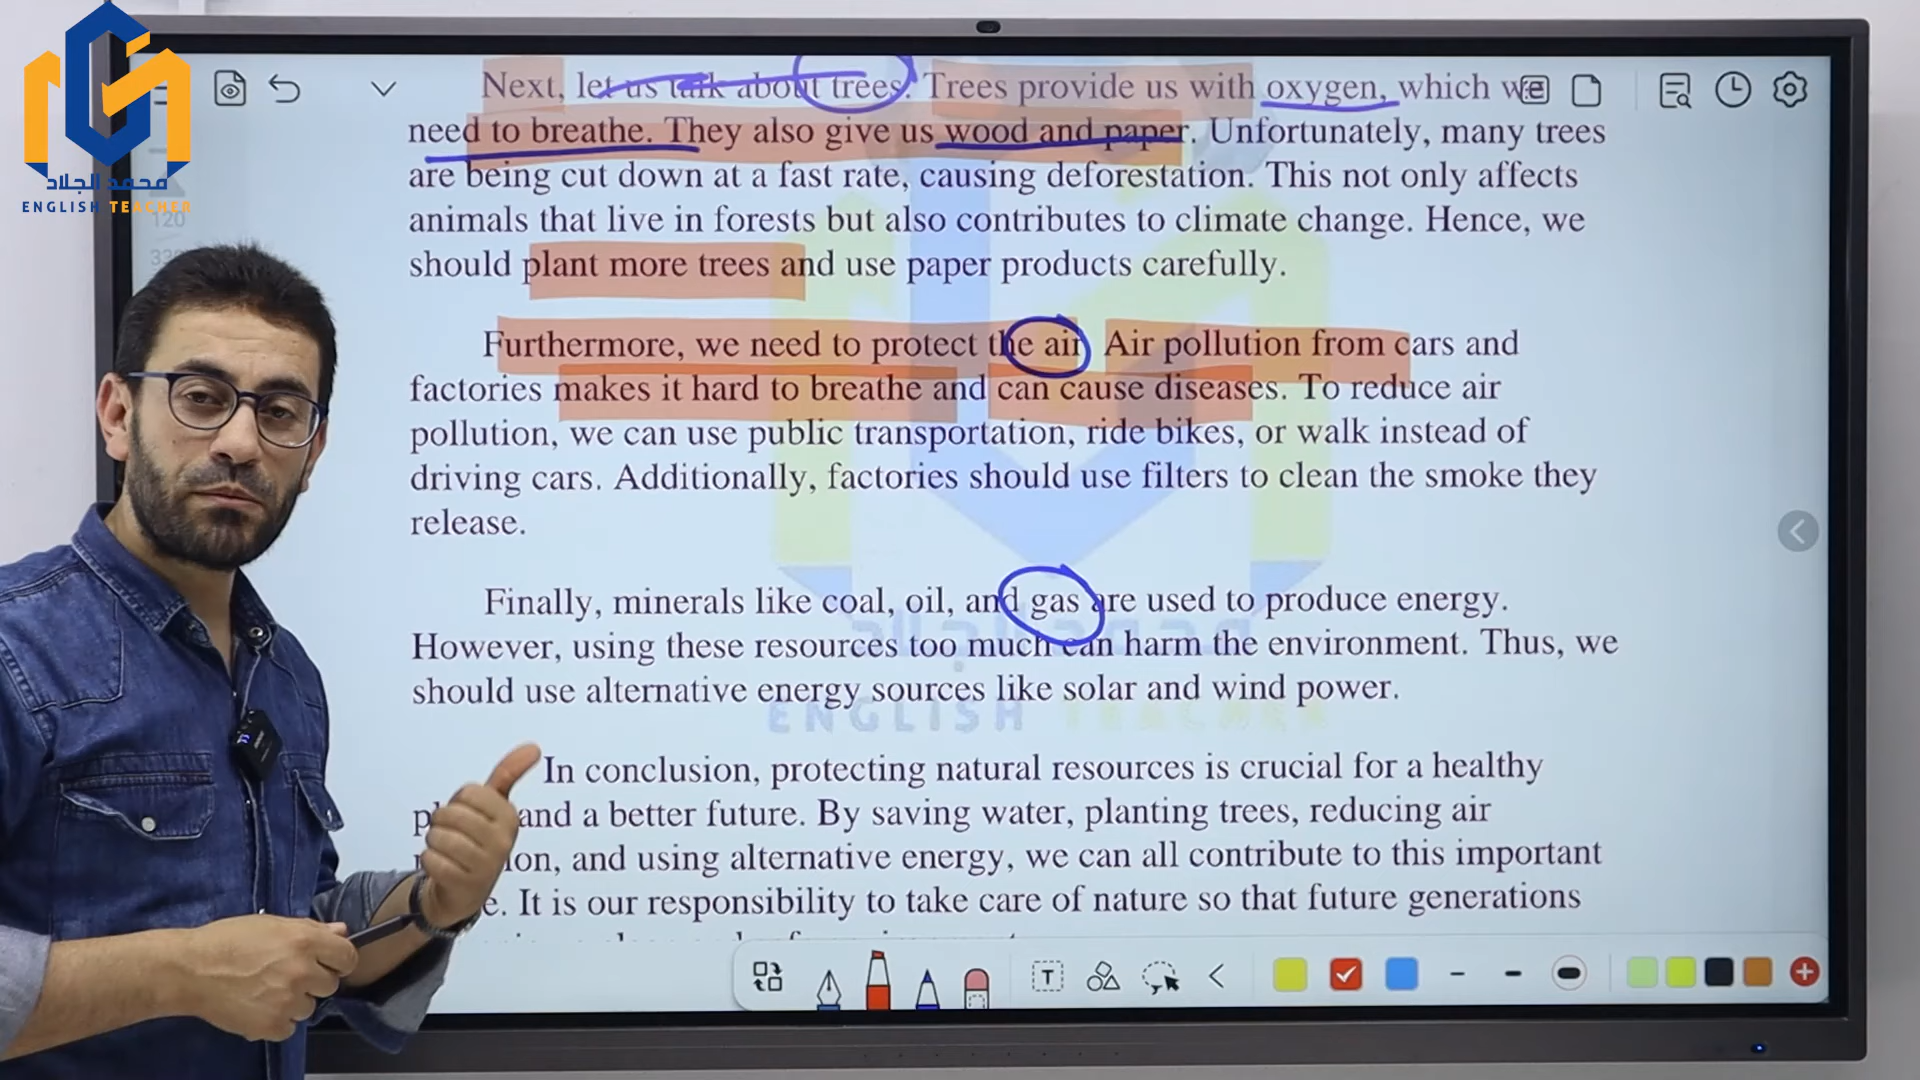 محمد الجلاد
ENGLISH TEACHER
120
Next, let us talk about trees. Trees provide us with oxygen, which we
need to breathe. They also give us wood and paper. Unfortunately, many trees
are being cut down at a fast rate, causing deforestation. This not only affects
animals that live in forests but also contributes to climate change. Hence, we
should plant more trees and use paper products carefully.
Furthermore, we need to protect the air. Air pollution from cars and
factories makes it hard to breathe and can cause diseases. To reduce air
pollution, we can use public transportation, ride bikes, or walk instead of
driving cars. Additionally, factories should use filters to clean the smoke they
release.
Finally, minerals like coal, oil, and gas are used to produce energy.
However, using these resources too much can harm the environment. Thus, we
should use alternative energy sources like solar and wind power.
ENGLISH TEACHER
In conclusion, protecting natural resources is crucial for a healthy
and a better future. By saving water, planting trees, reducing air
and using alternative energy, we can all contribute to this important
It is our responsibility to take care of nature so that future generations
T